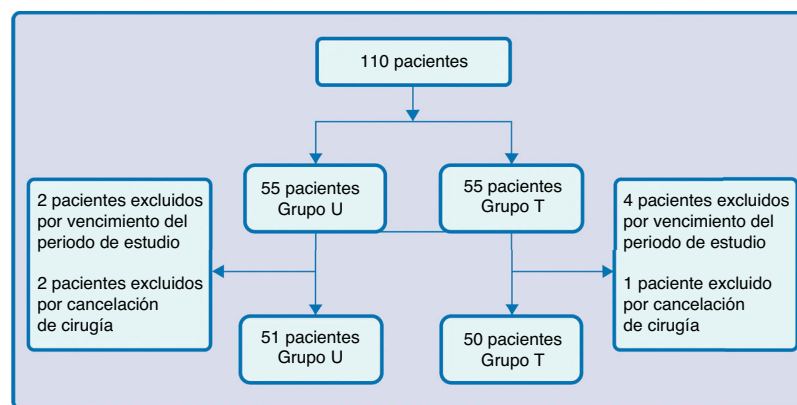 110 pacientes
55 pacientes
Grupo U
55 pacientes
Grupo T
2 pacientes excluidos
por vencimiento del
periodo de estudio
2 pacientes excluidos
por cancelación
de cirugía
4 pacientes excluidos
por vencimiento del
periodo de estudio
1 paciente excluido
por cancelación
de cirugía
51 pacientes
Grupo U
50 pacientes
Grupo T